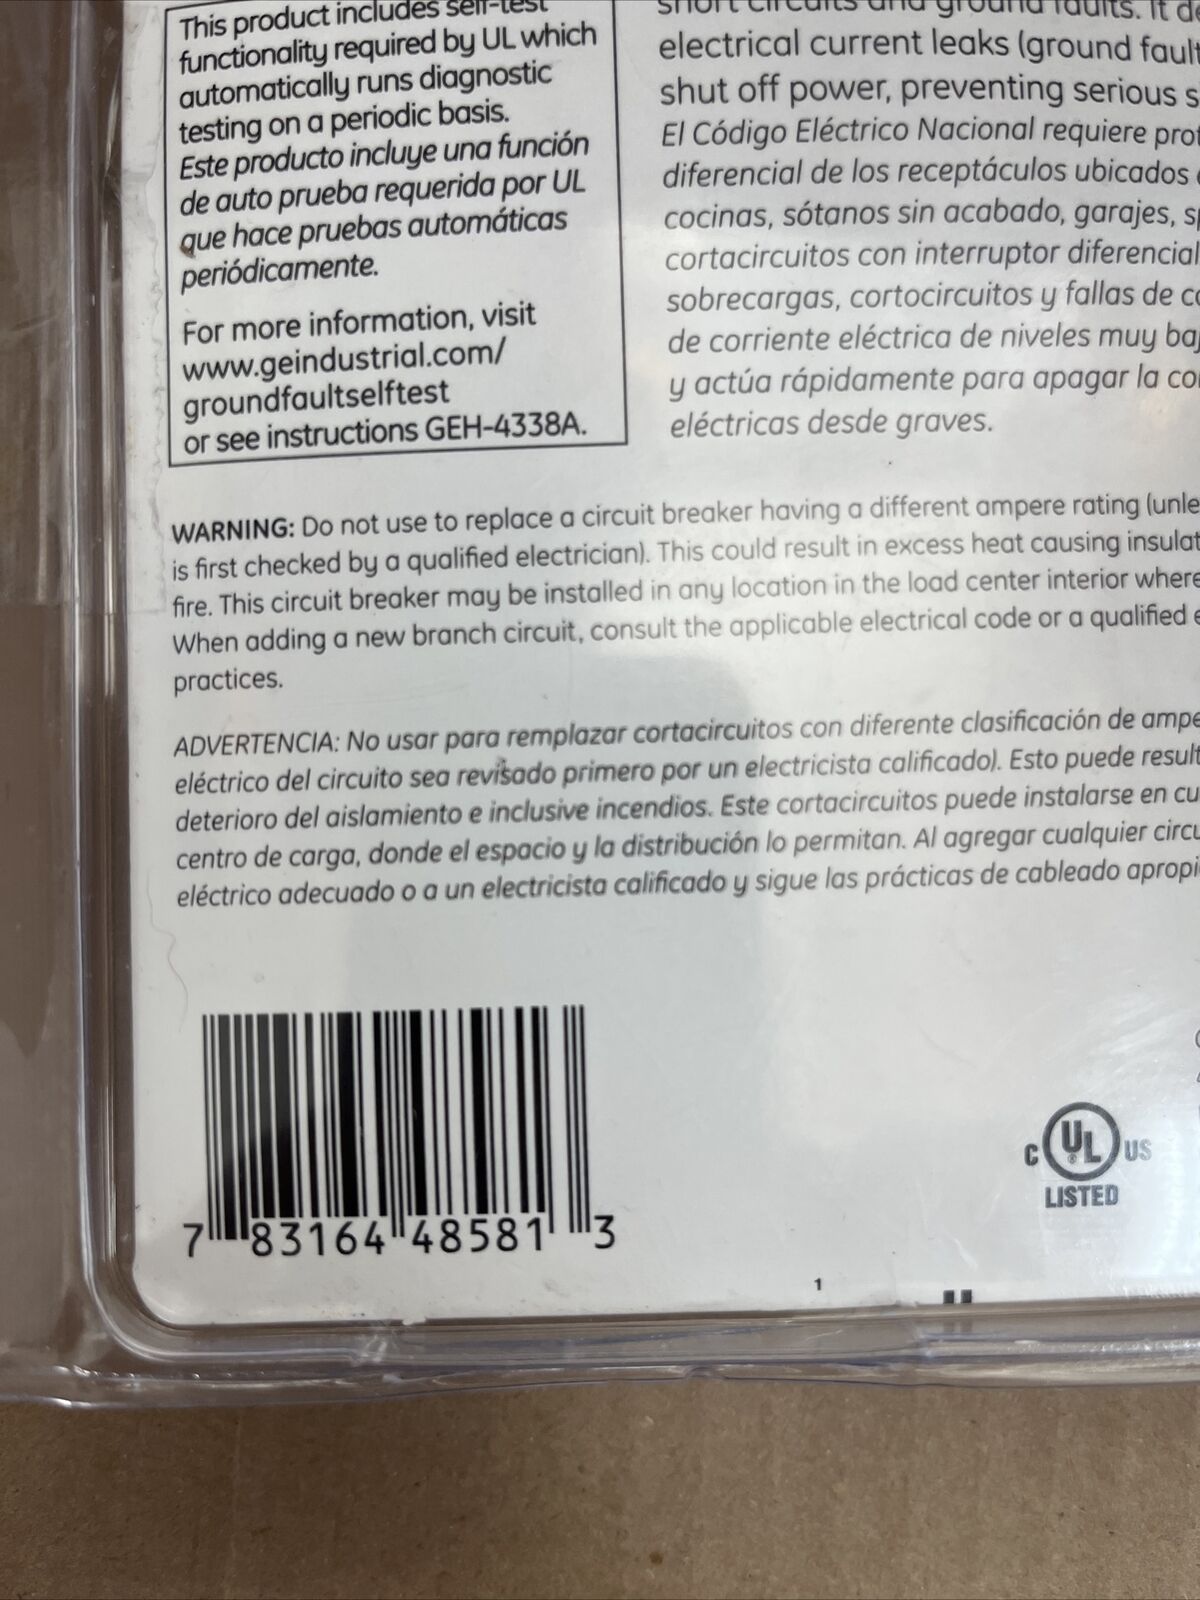 This product includes self-test
functionality required by UL which
automatically runs diagnostic
testing on a periodic basis.
Este producto incluye una función
de auto prueba requerida por UL
que hace pruebas automáticas
periódicamente.
For more information, visit
www.geindustrial.com/
groundfaultselftest
or see instructions GEH-4338A.
short circuits and ground faults. It
electrical current leaks (ground fault
shut off power, preventing serious
El Código Eléctrico Nacional requiere
diferencial de los receptáculos ubicados
cocinas, sótanos sin acabado, garajes,
cortacircuitos con interruptor diferencial
sobrecargas, cortocircuitos y fallas de
de corriente eléctrica de niveles muy
y actúa rápidamente para apagar la
eléctricas desde graves.
WARNING: Do not use to replace a circuit breaker having a different ampere rating
is first checked by a qualified electrician). This could result in excess heat causing
fire. This circuit breaker may be installed in any location in the load center interior where
When adding a new branch circuit, consult the applicable electrical code or a qualified
practices.
ADVERTENCIA: No usar para remplazar cortacircuitos con diferente clasificación de
eléctrico del circuito sea revisado primero por un electricista calificado). Esto puede
deterioro del aislamiento e inclusive incendios. Este cortacircuitos puede instalarse en
centro de carga, donde el espacio y la distribución lo permitan. Al agregar cualquier
eléctrico adecuado o a un electricista calificado y sigue las prácticas de cableado
7 83164 48581 3
C UL ® US
LISTED
1